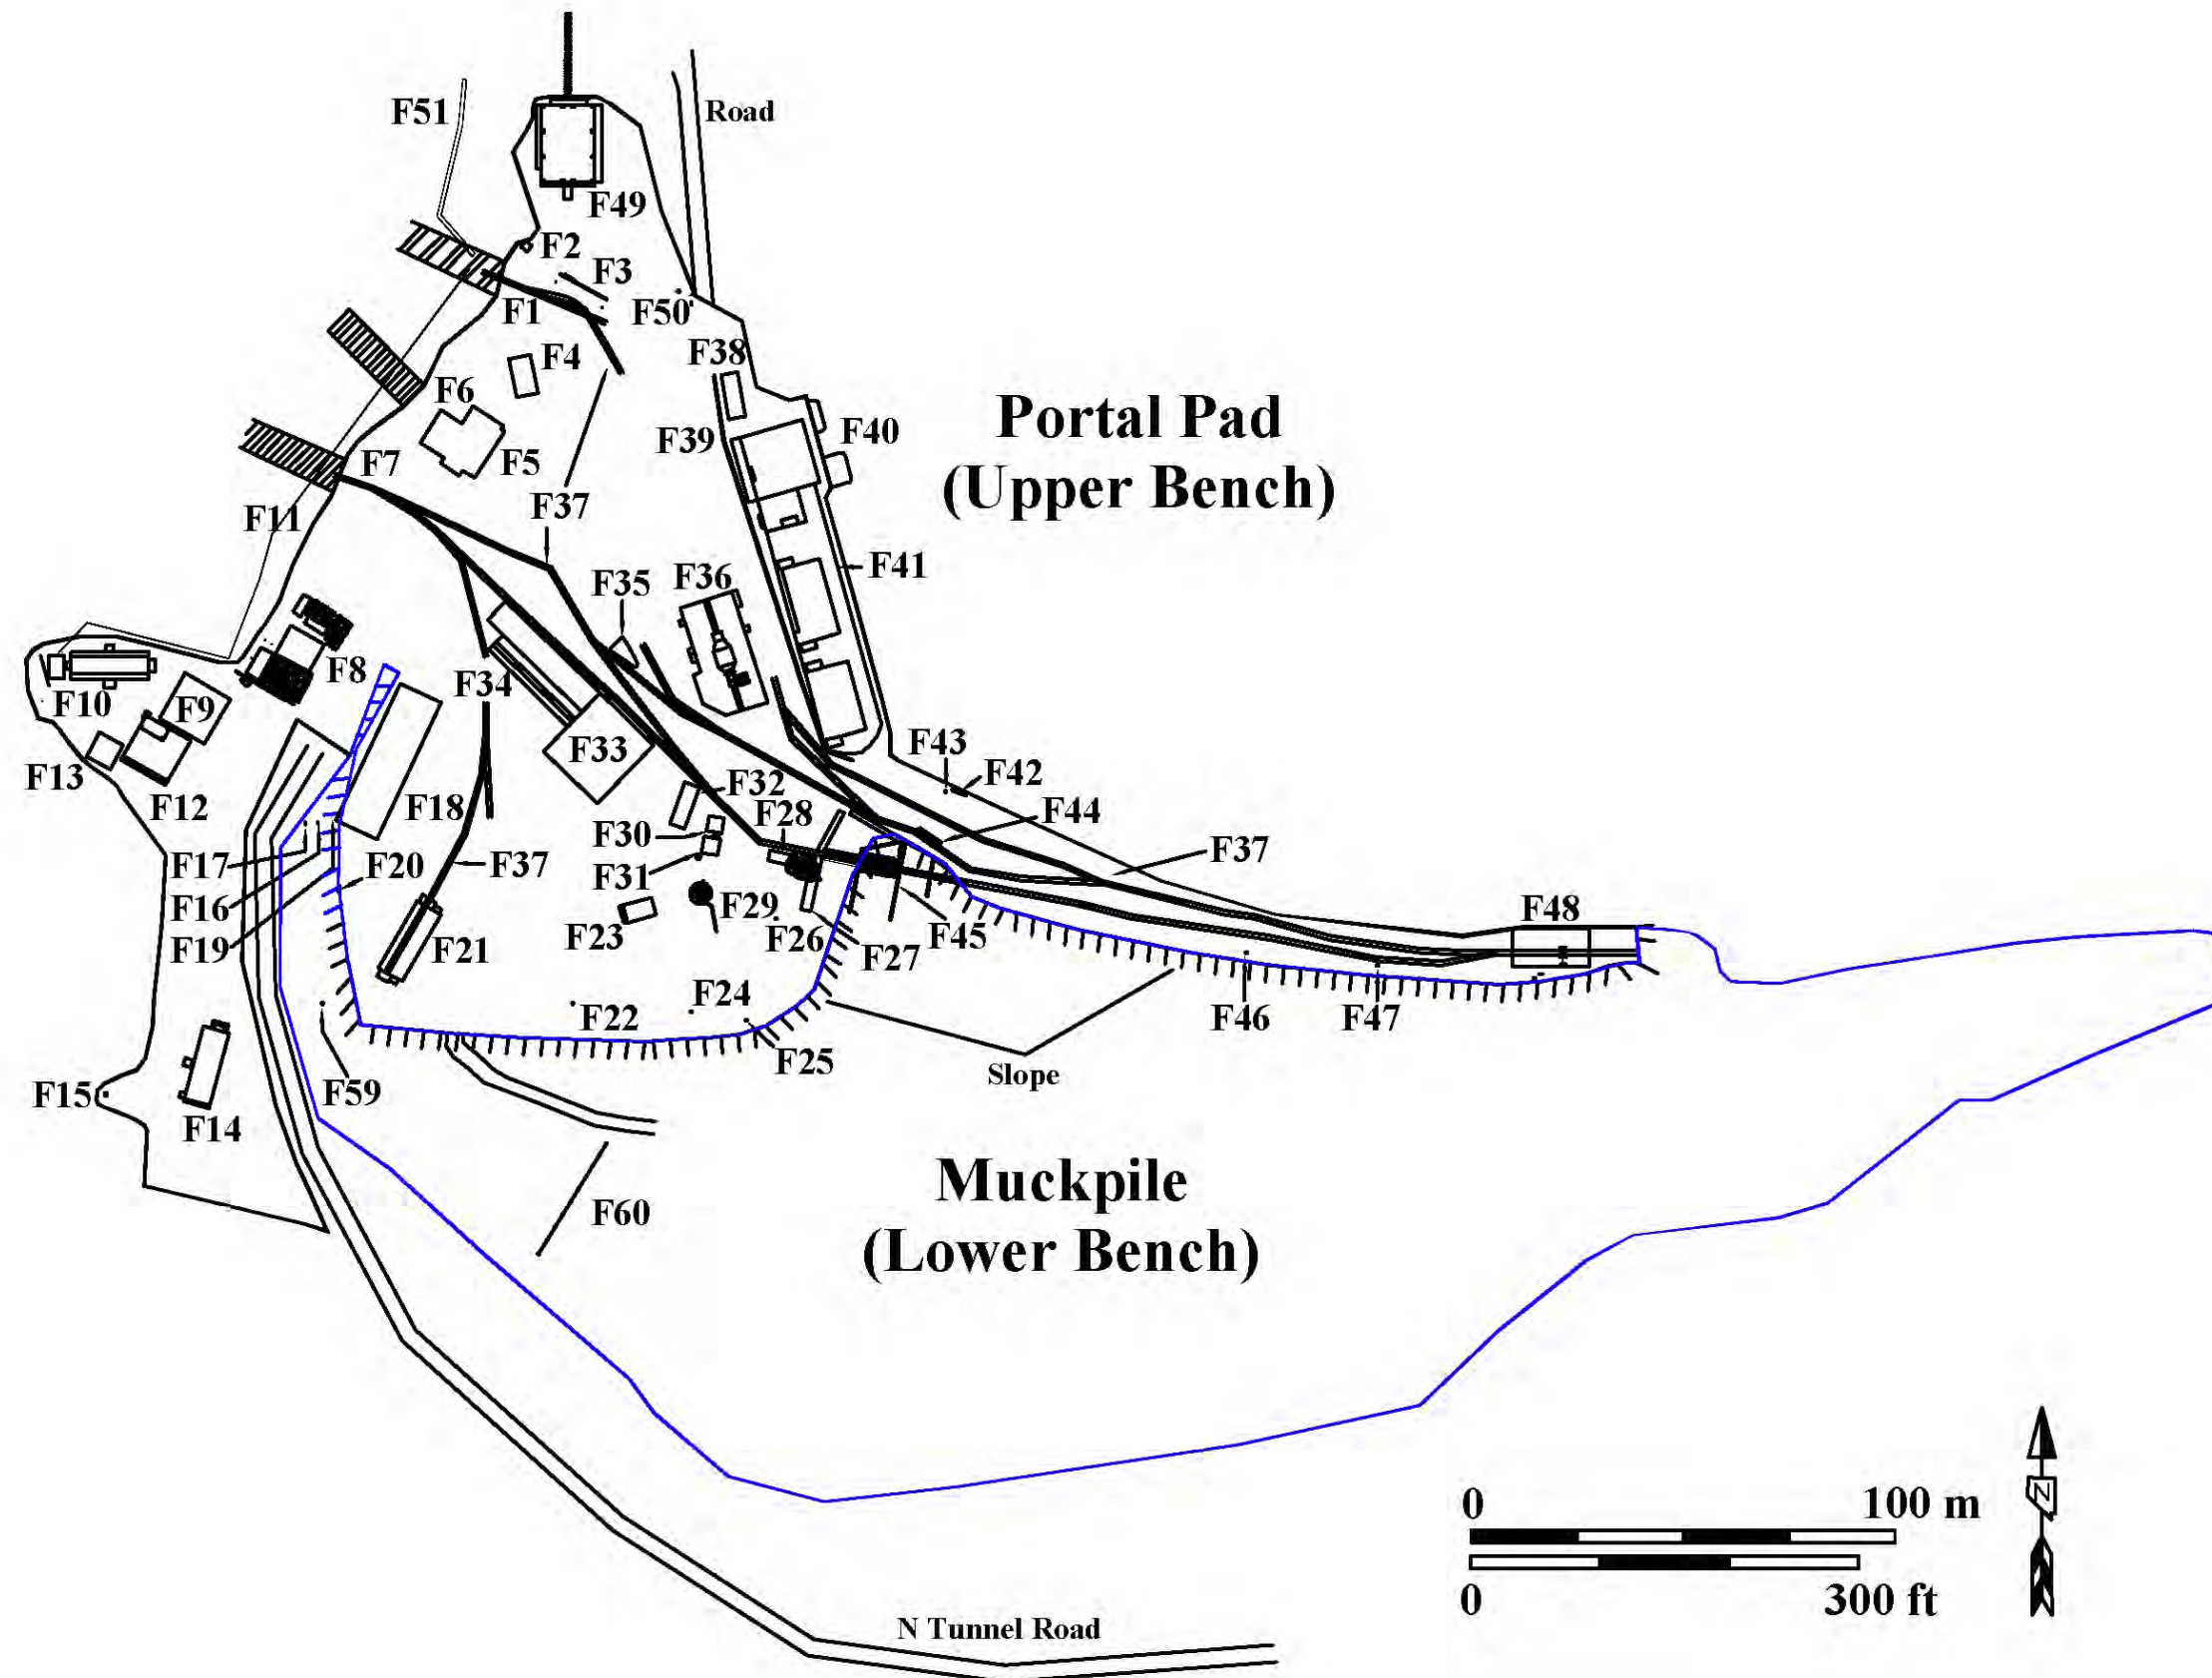 F51
Road
F49
F2
F3
F1
F50
F4
F38
F6
F39
F40
Portal Pad
(Upper Bench)
F7
F5
F37
F11
F41
F35
F36
F8
F34
F10
F9
F33
F43
F42
F13
F12
F18
F32
F28
F44
F30
F37
F17
F20
F37
F31
F16
F29
F48
F19
F21
F23
F26
F45
F27
F24
F22
F46
F47
F25
Slope
F15
F59
F14
Muckpile
(Lower Bench)
F60
N
0
100 m
0
300 ft
N Tunnel Road